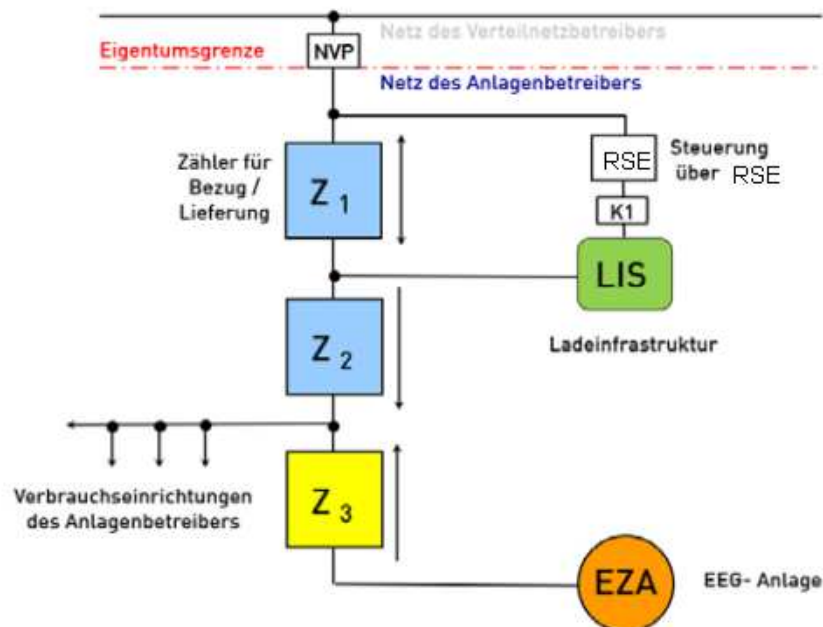 Netz des Verteilnetzbetreibers
Eigentumsgrenze
NVP
Netz des Anlagenbetreibers
Zähler für
Bezug /
Lieferung
Z 1
RSE
Steuerung
über RSE
K1
LIS
Z 2
Ladeinfrastruktur
Verbrauchseinrichtungen
des Anlagenbetreibers
Z 3
EZA
EEG- Anlage